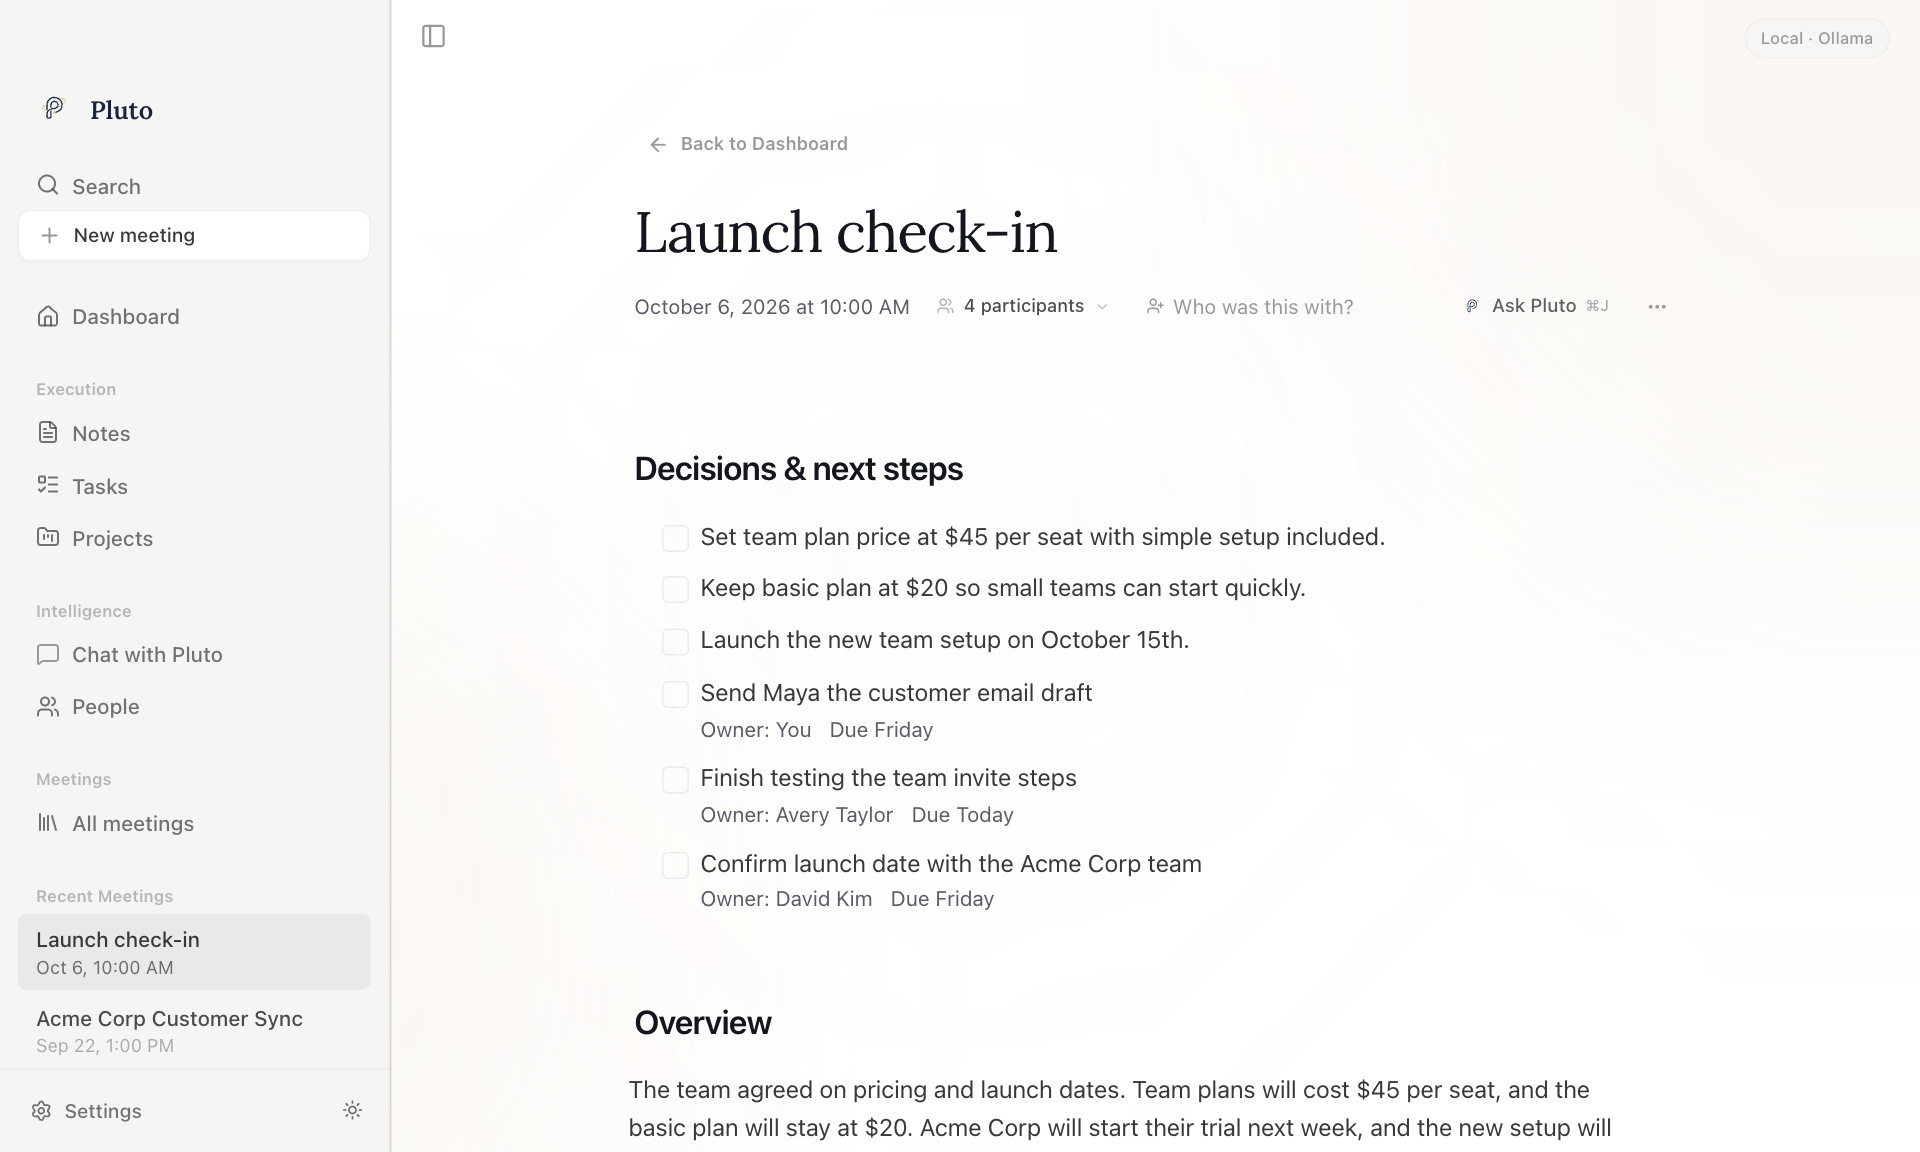 Local · Ollama
Pluto
Search
New meeting
Dashboard
Execution
Notes
Tasks
Projects
Intelligence
Chat with Pluto
People
Meetings
All meetings
Recent Meetings
Launch check-in
Oct 6, 10:00 AM
Acme Corp Customer Sync
Sep 22, 1:00 PM
Settings
Back to Dashboard
Launch check-in
October 6, 2026 at 10:00 AM 4 participants Who was this with? Ask Pluto ⌘J
Decisions & next steps
Set team plan price at $45 per seat with simple setup included.
Keep basic plan at $20 so small teams can start quickly.
Launch the new team setup on October 15th.
Send Maya the customer email draft
Owner: You Due Friday
Finish testing the team invite steps
Owner: Avery Taylor Due Today
Confirm launch date with the Acme Corp team
Owner: David Kim Due Friday
Overview
The team agreed on pricing and launch dates. Team plans will cost $45 per seat, and the
basic plan will stay at $20. Acme Corp will start their trial next week, and the new setup will